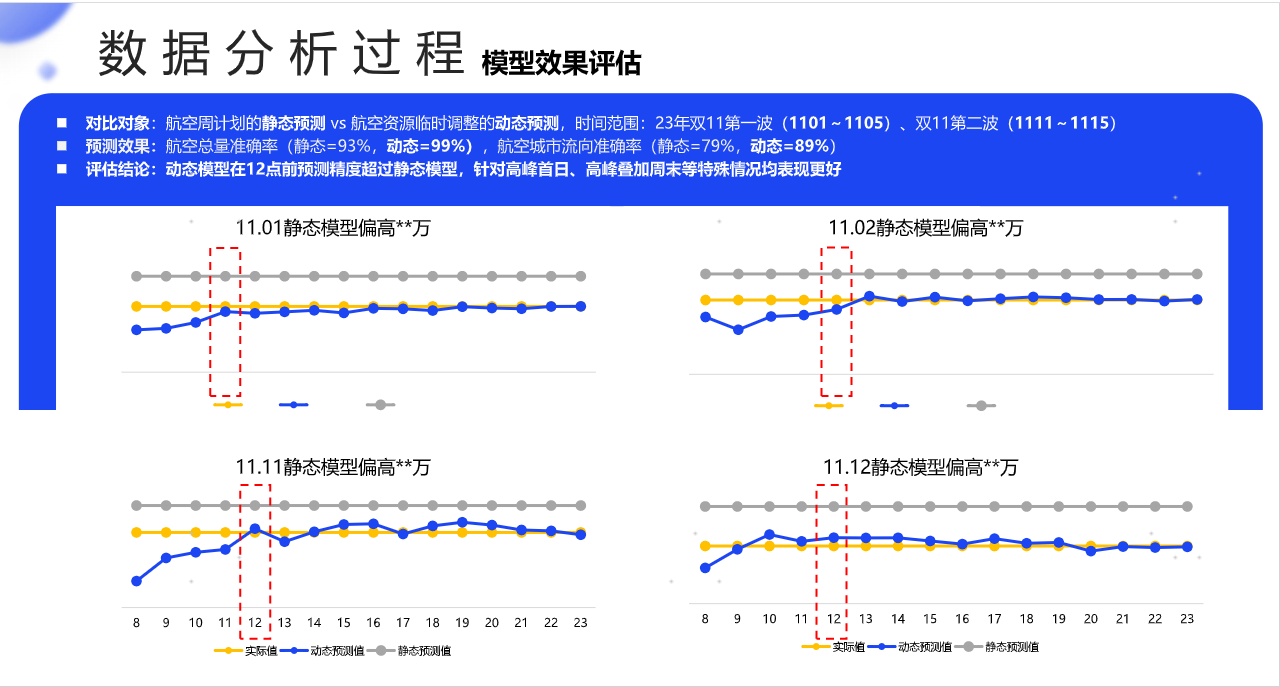 数据分析过程 模型效果评估
对比对象：航空周计划的静态预测 vs 航空资源临时调整的动态预测，时间范围：23年双11第一波（1101～1105）、双11第二波（1111～1115）
预测效果：航空总量准确率（静态=93%，动态=99%），航空城市流向准确率（静态=79%，动态=89%）
评估结论：动态模型在12点前预测精度超过静态模型，针对高峰首日、高峰叠加周末等特殊情况均表现更好
11.01静态模型偏高**万
11.02静态模型偏高**万
11.11静态模型偏高**万
8 9 10 11 12 13 14 15 16 17 18 19 20 21 22 23
实际值 动态预测值 静态预测值
11.12静态模型偏高**万
8 9 10 11 12 13 14 15 16 17 18 19 20 21 22 23
实际值 动态预测值 静态预测值